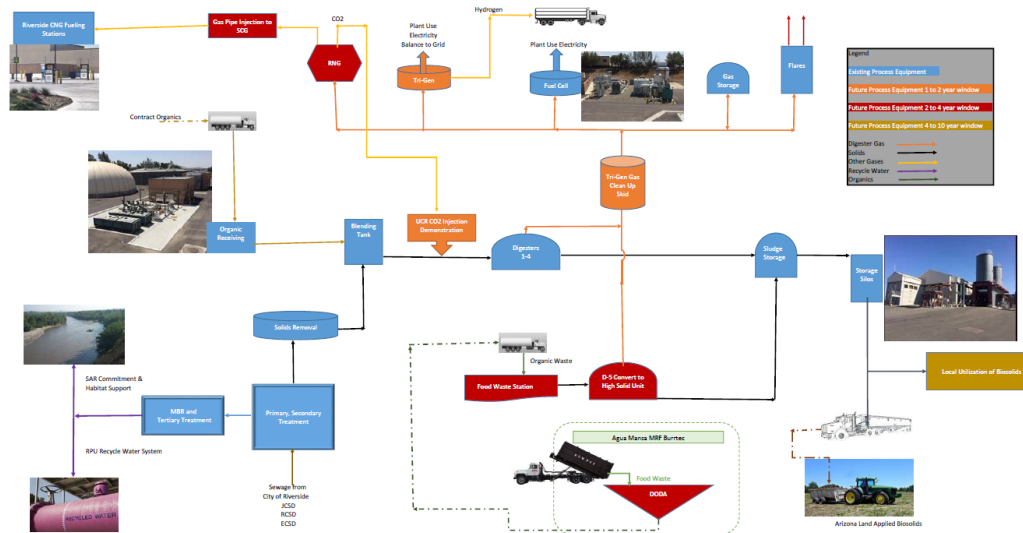 Riverside CNG Fueling
Stations
Gas Pipe Injection to
SCG
CO2
RNG
Plant Use
Electricity
Balance to Grid
Tri-Gen
Hydrogen
Plant Use Electricity
Fuel Cell
Gas
Storage
Flares
Legend
Existing Process Equipment
Future Process Equipment 1 to 2 year window
Future Process Equipment 2 to 4 year window
Future Process Equipment 4 to 10 year window
Digester Gas
Solids
Other Gases
Recycle Water
Organics
Contract Organics
Organic
Receiving
Blending
Tank
UCR CO2 Injection
Demonstration
Tri-Gen Gas
Clean Up
Skid
Digesters
1-4
Sludge
Storage
Storage
Silos
Solids Removal
Organic Waste
Food Waste Station
D-5 Convert to
High Solid Unit
Local Utilization of Biosolids
SAR Commitment &
Habitat Support
MBR and
Tertiary Treatment
Primary, Secondary
Treatment
RPU Recycle Water System
Sewage from
City of Riverside
JCSD
RCSD
ECSD
RECYCLED WATER
Agua Mansa MRF Burrtec
Food Waste
DODA
Arizona Land Applied Biosolids